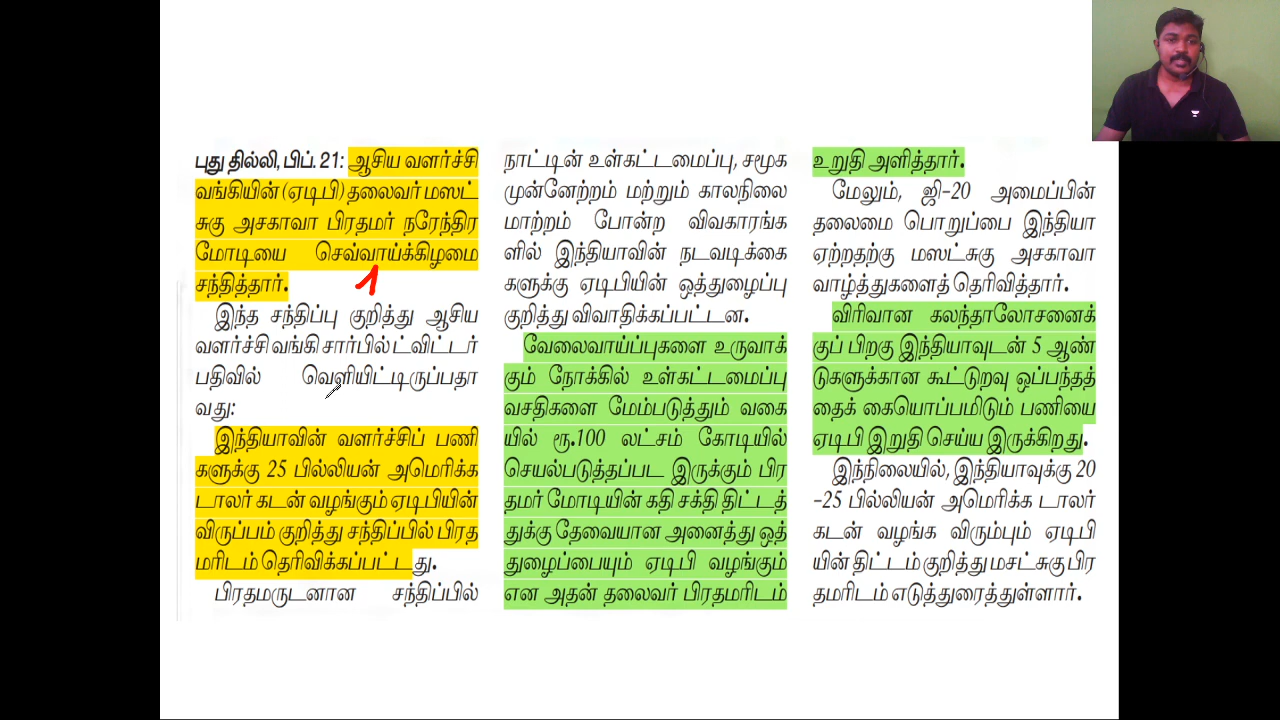 புது தில்லி, பிப். 21: ஆசிய வளர்ச்சி
வங்கியின் (ஏடிபி) தலைவர் மஸட்
சுகு அசகாவா பிரதமர் நரேந்திர
மோடியை செவ்வாய்க்கிழமை
சந்தித்தார்.
இந்த சந்திப்பு குறித்து ஆசிய
வளர்ச்சி வங்கி சார்பில் ட்விட்டர்
பதிவில் வெளியிட்டிருப்பதா
வது:
இந்தியாவின் வளர்ச்சிப் பணி
களுக்கு 25 பில்லியன் அமெரிக்க
டாலர் கடன் வழங்கும் ஏடிபியின்
விருப்பம் குறித்து சந்திப்பில் பிரத
மரிடம் தெரிவிக்கப்பட்டது.
பிரதமருடனான சந்திப்பில்
நாட்டின் உள்கட்டமைப்பு, சமூக
முன்னேற்றம் மற்றும் காலநிலை
மாற்றம் போன்ற விவகாரங்க
ளில் இந்தியாவின் நடவடிக்கை
களுக்கு ஏடிபியின் ஒத்துழைப்பு
குறித்து விவாதிக்கப்பட்டன.
வேலைவாய்ப்புகளை உருவாக்
கும் நோக்கில் உள்கட்டமைப்பு
வசதிகளை மேம்படுத்தும் வகை
யில் ரூ.100 லட்சம் கோடியில்
செயல்படுத்தப்பட இருக்கும் பிர
தமர் மோடியின் கதி சக்தி திட்டத்
துக்கு தேவையான அனைத்து ஒத்
துழைப்பையும் ஏடிபி வழங்கும்
என அதன் தலைவர் பிரதமரிடம்
உறுதி அளித்தார்.
மேலும், ஜி-20 அமைப்பின்
தலைமை பொறுப்பை இந்தியா
ஏற்றதற்கு மஸட்சுகு அசகாவா
வாழ்த்துகளைத் தெரிவித்தார்.
விரிவான கலந்தாலோசனைக்
குப் பிறகு இந்தியாவுடன் 5 ஆண்
டுகளுக்கான கூட்டுறவு ஒப்பந்தத்
தைக் கையொப்பமிடும் பணியை
ஏடிபி இறுதி செய்ய இருக்கிறது.
இந்நிலையில், இந்தியாவுக்கு 20
-25 பில்லியன் அமெரிக்க டாலர்
கடன் வழங்க விரும்பும் ஏடிபி
யின் திட்டம் குறித்து மசட்சுகு பிர
தமரிடம் எடுத்துரைத்துள்ளார்.